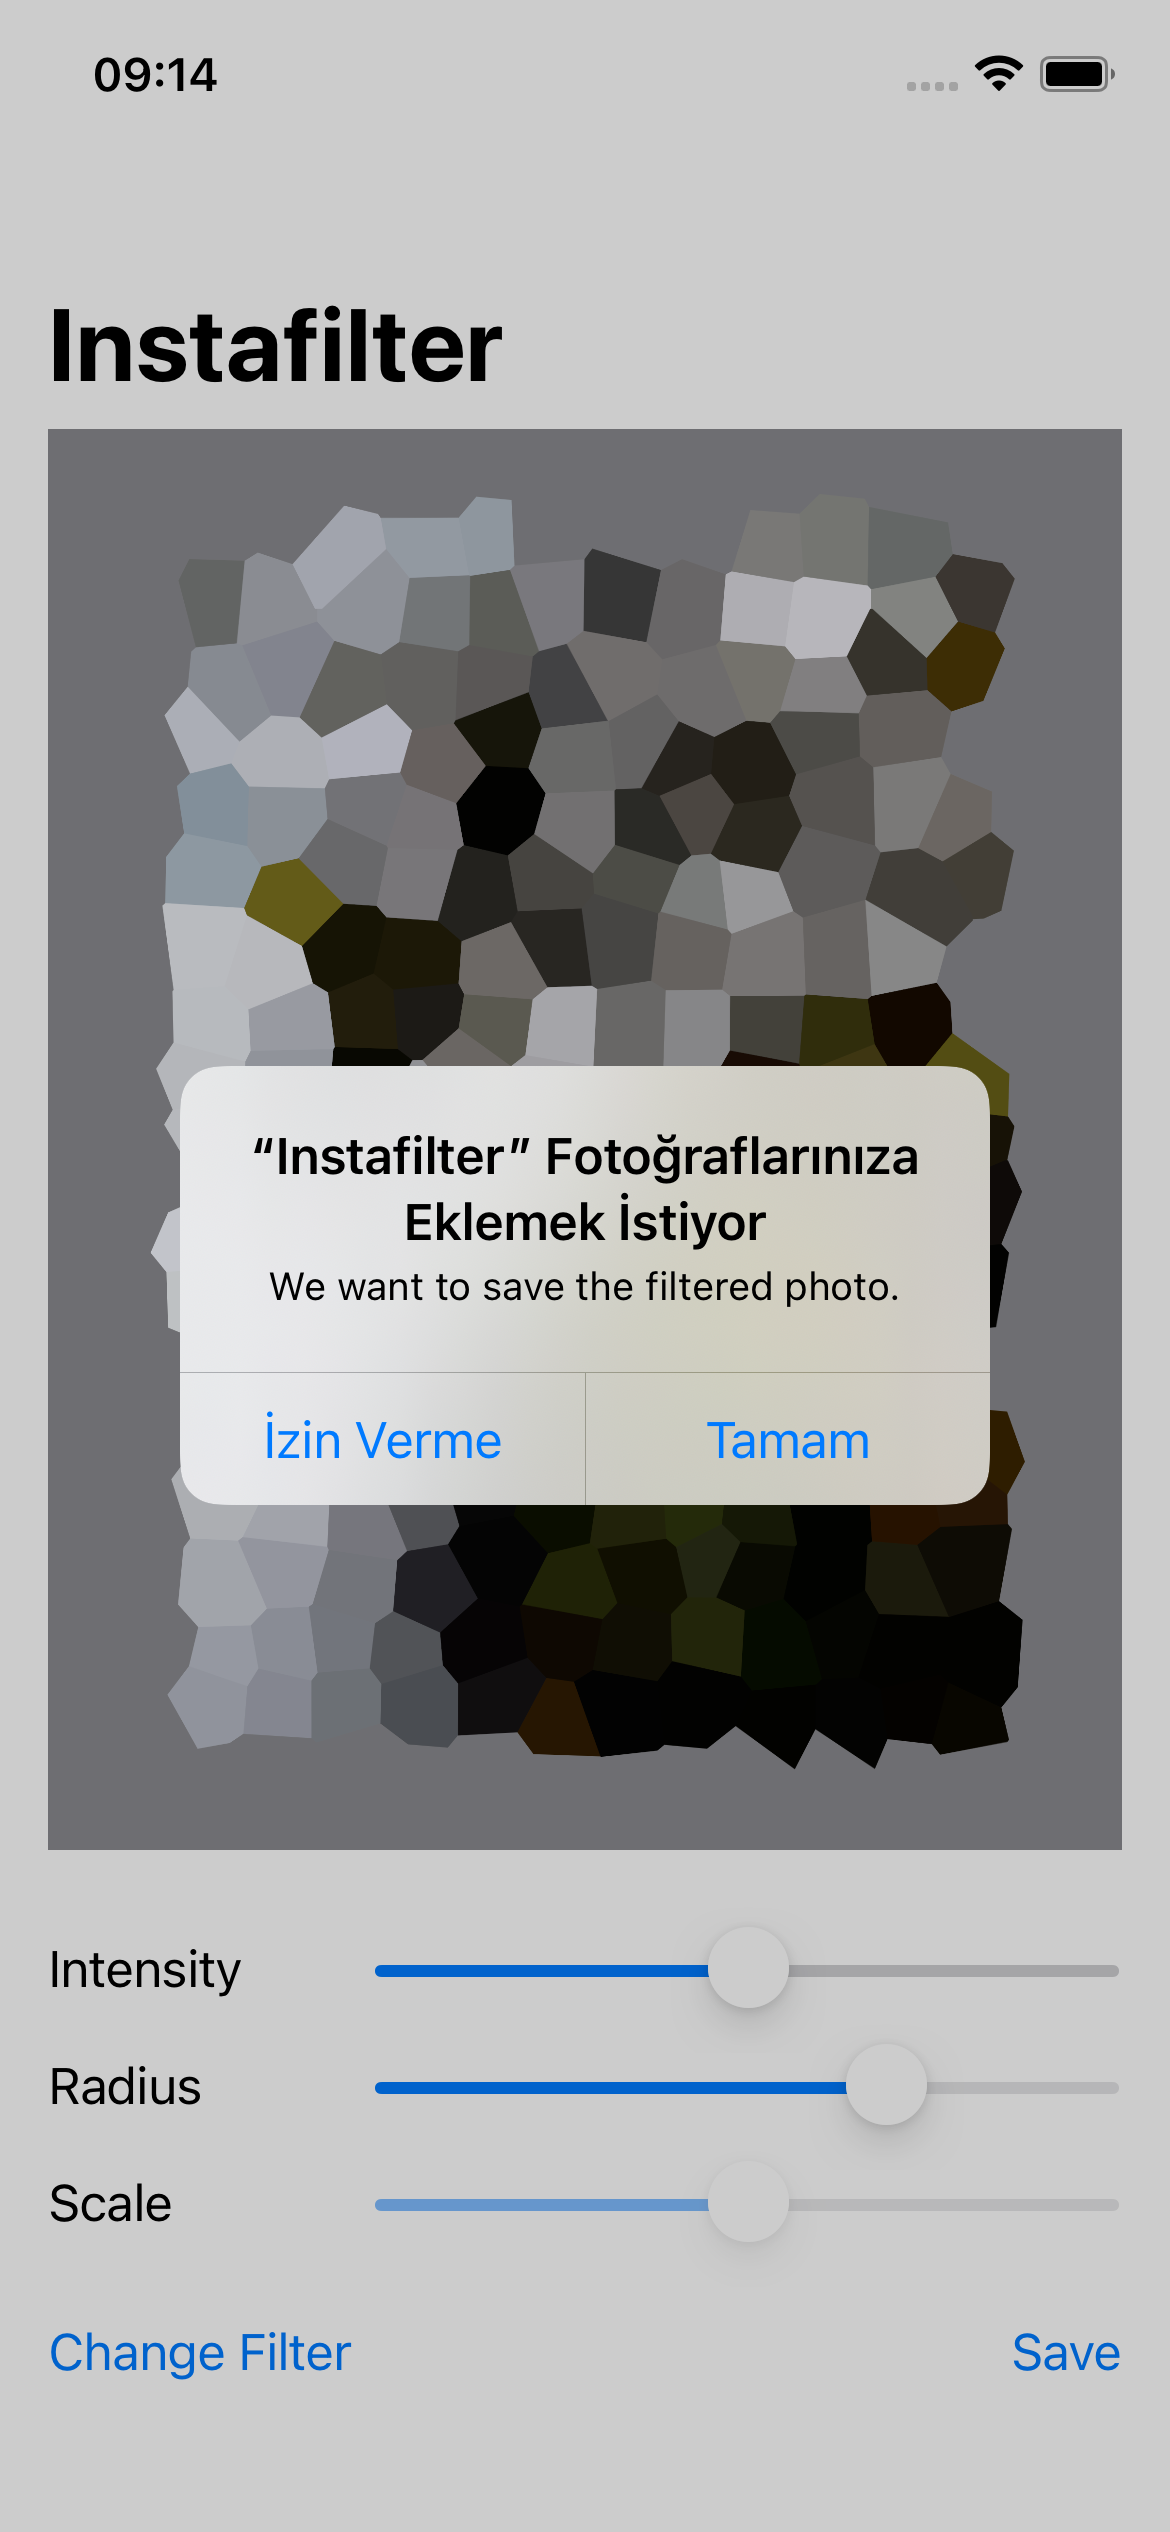 09:14
Instafilter
“Instafilter” Fotoğraflarınıza
Eklemek İstiyor
We want to save the filtered photo.
İzin Verme
Tamam
Intensity
Radius
Scale
Change Filter
Save